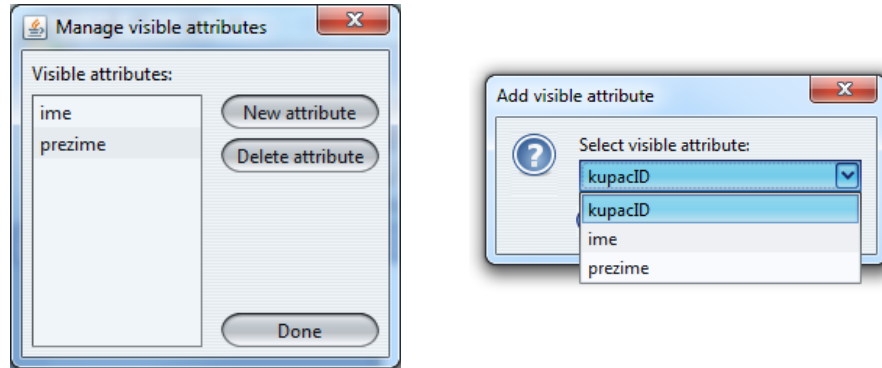 Manage visible attributes
Visible attributes:
ime
prezime
New attribute
Delete attribute
Done
Add visible attribute
Select visible attribute:
kupacID
kupacID
ime
prezime